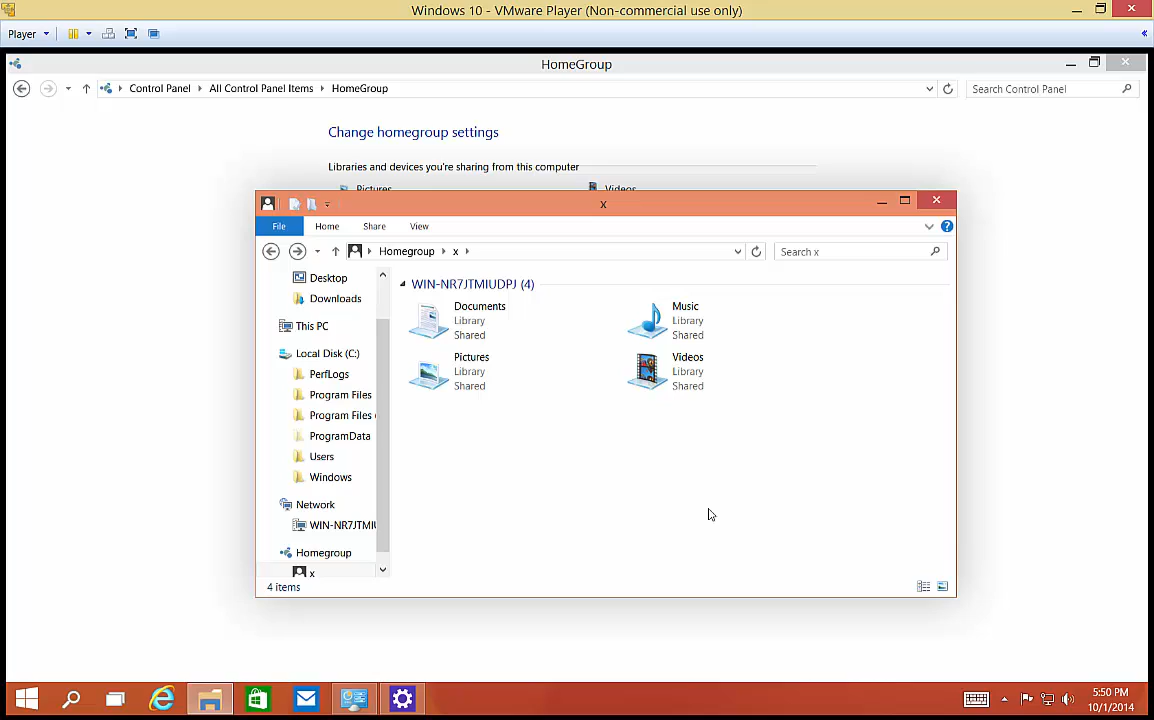 Windows 10 - VMware Player (Non-commercial use only)
Player
HomeGroup
Control Panel All Control Panel Items HomeGroup
Search Control Panel
Change homegroup settings
Libraries and devices you're sharing from this computer
Pictures Videos
x
File Home Share View
Homegroup x
Search x
Desktop
Downloads
This PC
Local Disk (C:)
PerfLogs
Program Files
Program Files
ProgramData
Users
Windows
Network
WIN-NR7JTMIU
Homegroup
x
WIN-NR7JTMIUDPJ (4)
Documents
Library
Shared
Music
Library
Shared
Pictures
Library
Shared
Videos
Library
Shared
4 items
5:50 PM
10/1/2014